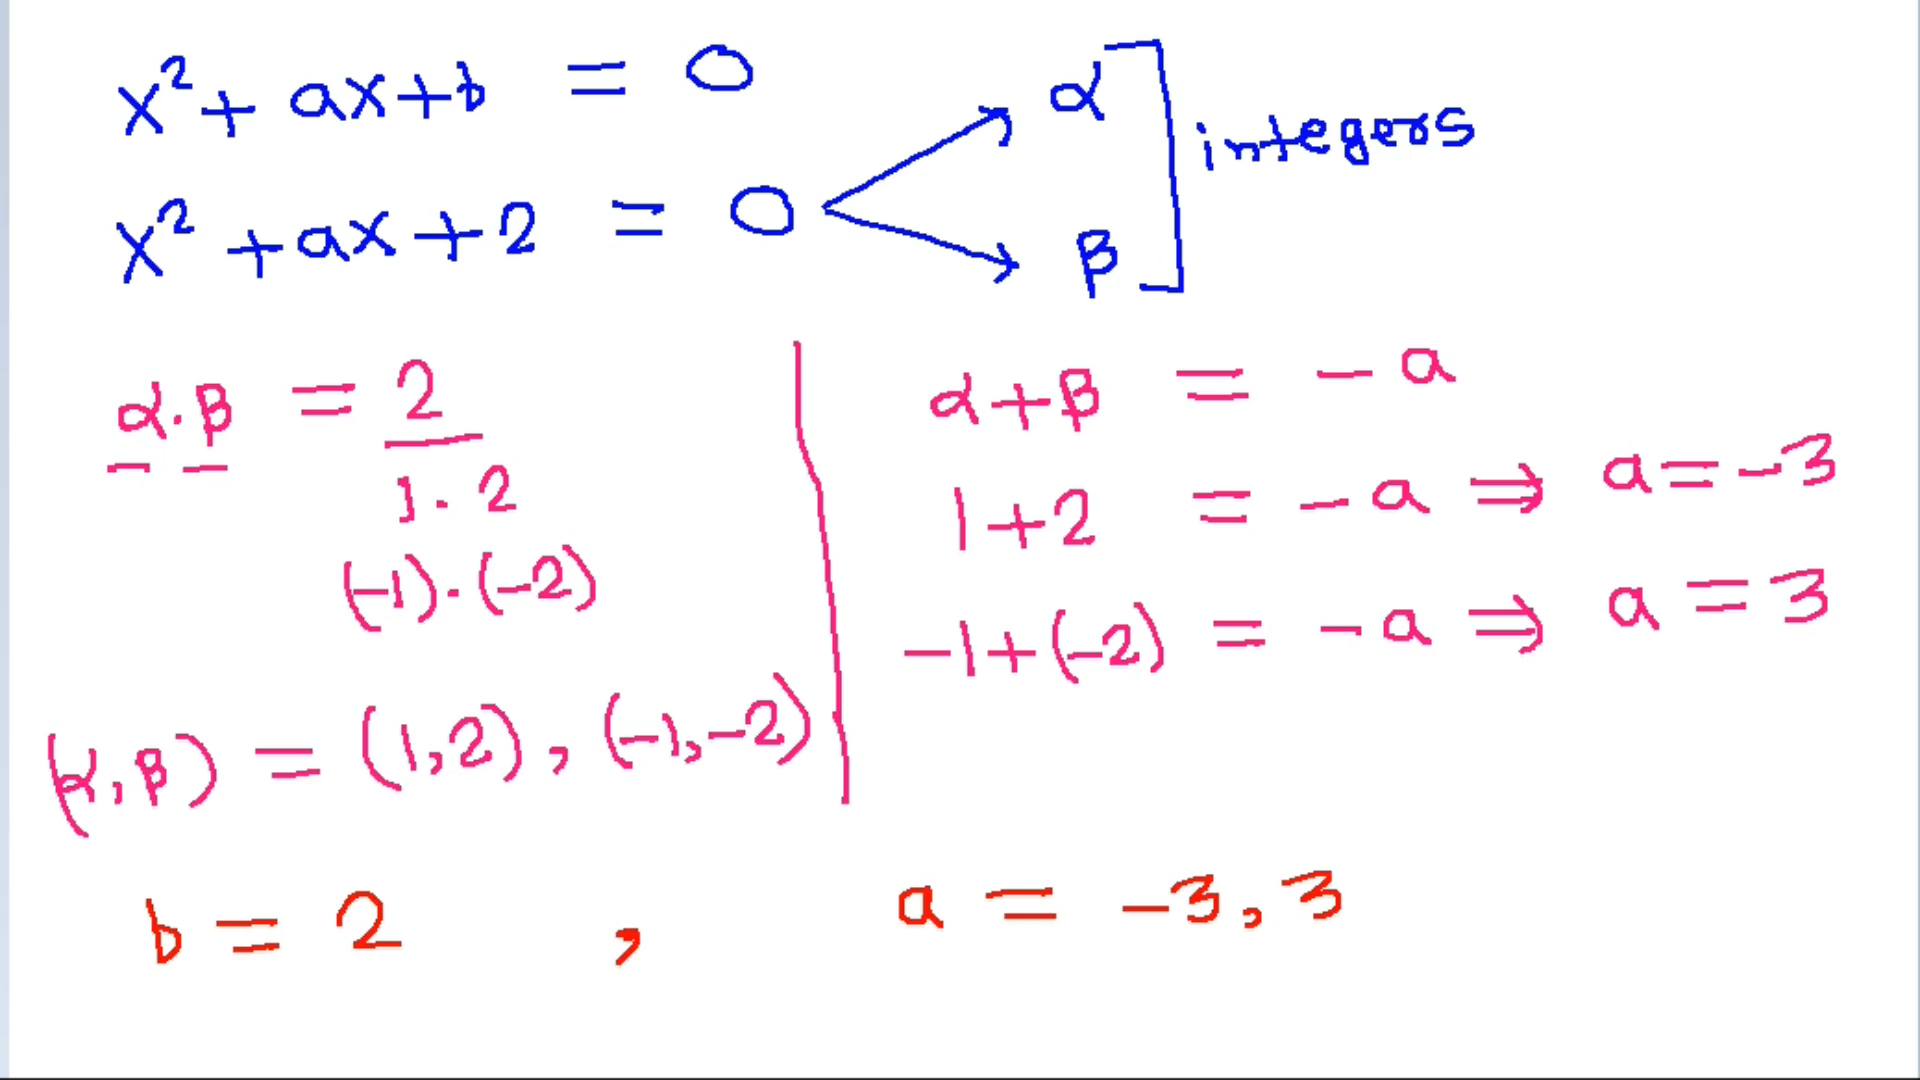 x² + ax + b = 0
x² + ax + 2 = 0
α
β
integers
α.β = 2
1.2
(-1).(-2)
(α,β) = (1,2), (-1,-2)
α+β = -a
1+2 = -a ⇒ a = -3
-1+(-2) = -a ⇒ a = 3
b = 2 , a = -3, 3